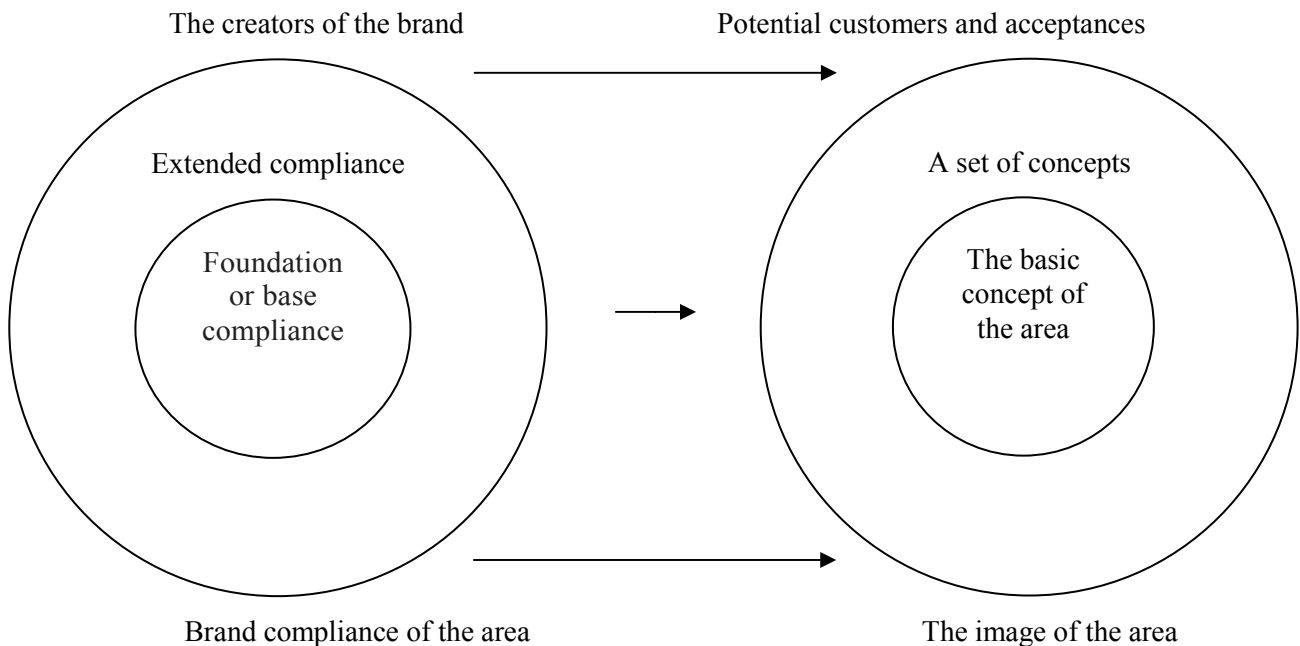 The creators of the brand
Potential customers and acceptances
Extended compliance
Foundation
or base
compliance
A set of concepts
The basic
concept of
the area
Brand compliance of the area
The image of the area